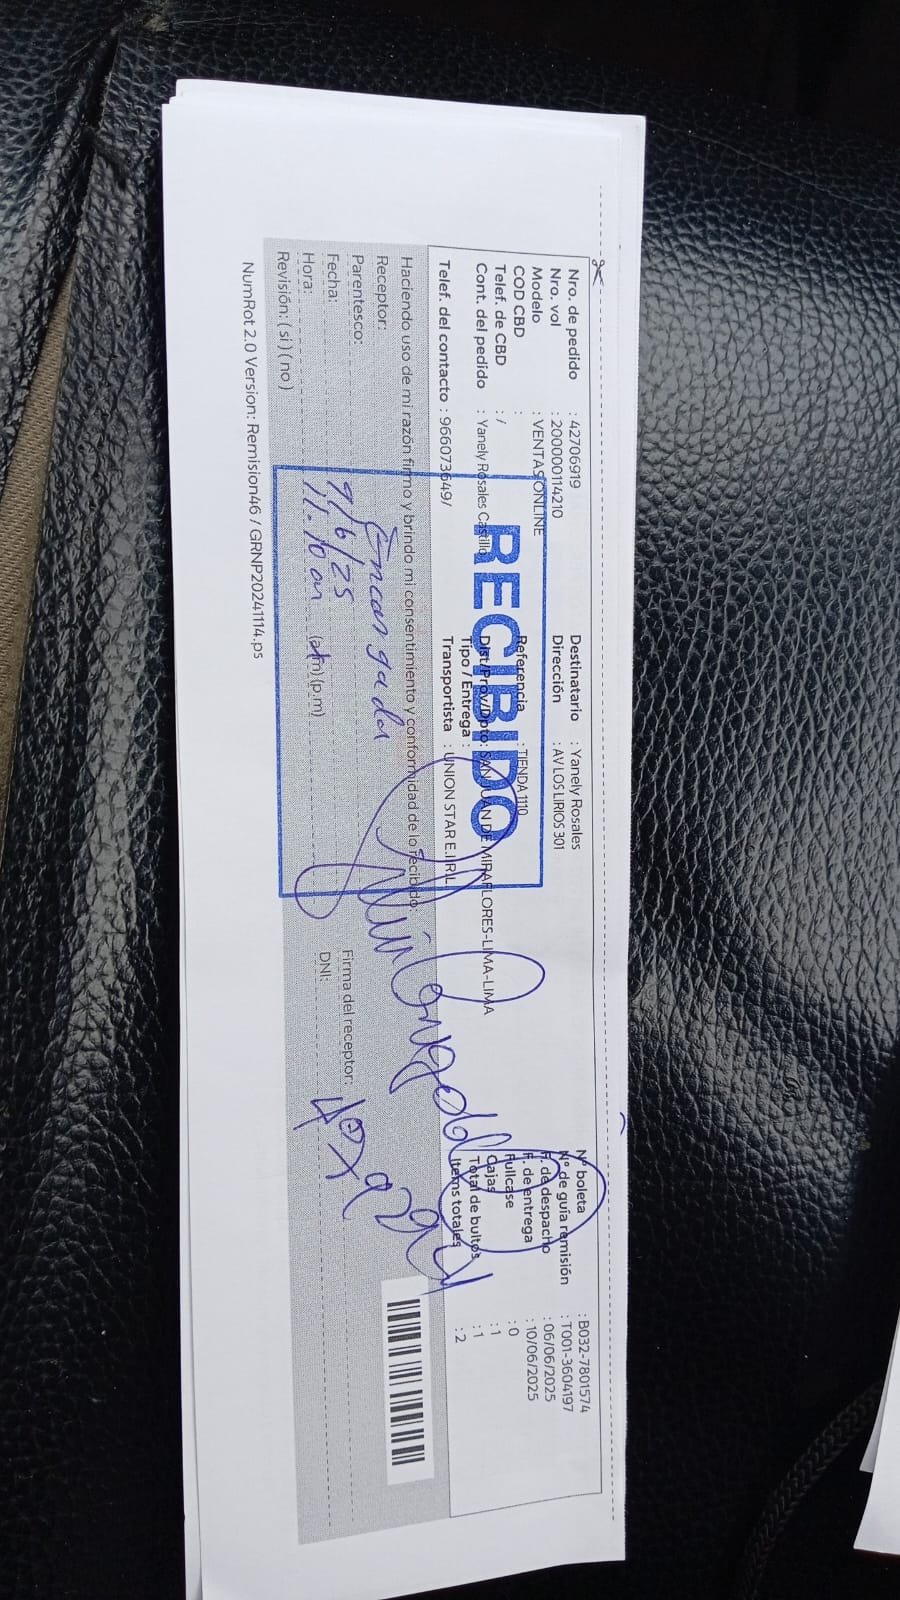 Nro. de pedido : 42706919
Nro. vol : 200000114210
Modelo : VENTAS ONLINE
COD CBD :
Telef. de CBD : /
Cont. del pedido : Yanely Rosales Castillo
Telef. del contacto : 966073649/
Destinatario : Yanely Rosales
Dirección : AV LOS LIRIOS 301
Referencia : TIENDA 1110
Dist/Prov/Dpto: SAN JUAN DE MIRAFLORES-LIMA-LIMA
Tipo / Entrega :
Transportista : UNION STAR E.I.R.L
N° boleta : B032-7801574
N° de guia remisión : T001-3604197
F. de despacho : 06/06/2025
F. de entrega : 10/06/2025
Fullcase : 0
Cajas : 1
Total de bultos : 1
Items totales : 2
RECIBIDO
Haciendo uso de mi razón firmo y brindo mi consentimiento y conformidad de lo recibido:
Receptor:
Parentesco: Encargada
Fecha: 9/6/25
Hora: 11.10 am (a.m)(p.m)
Revisión: ( si ) ( no )
Firma del receptor:
DNI:
NumRot 2.0 Version: Remision46 / GRNP20241114.ps